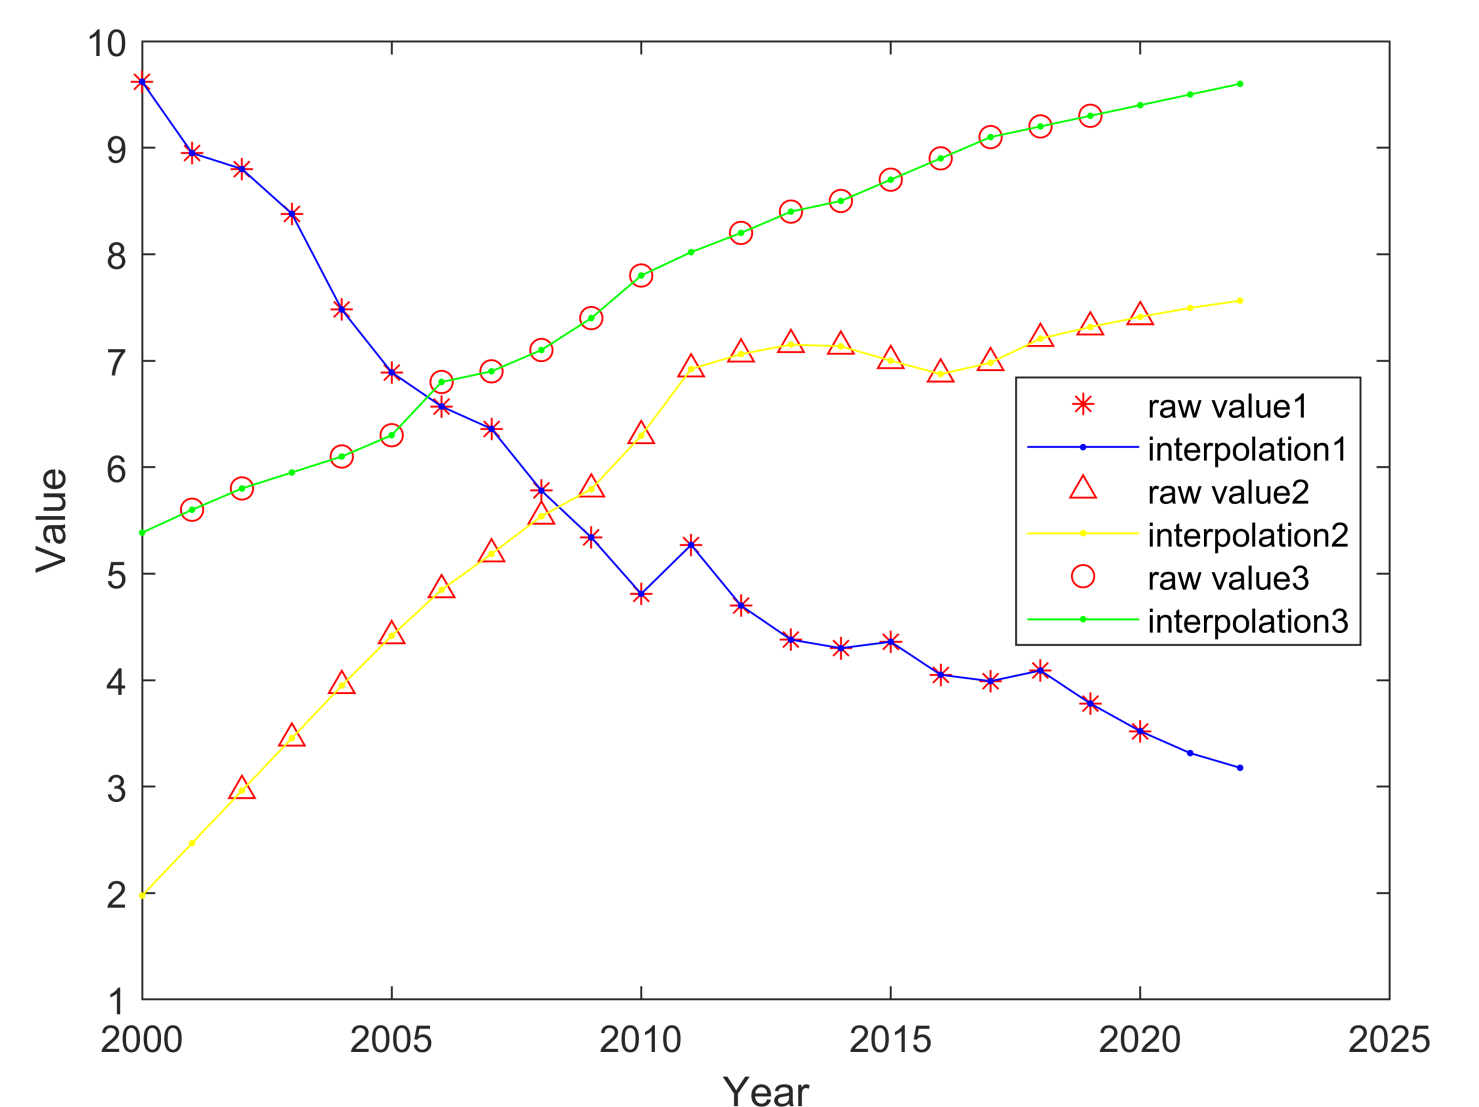 10
9
8
7
6
5
4
3
2
1
Value
2000
2005
2010
2015
2020
2025
Year
raw value1
interpolation1
raw value2
interpolation2
raw value3
interpolation3